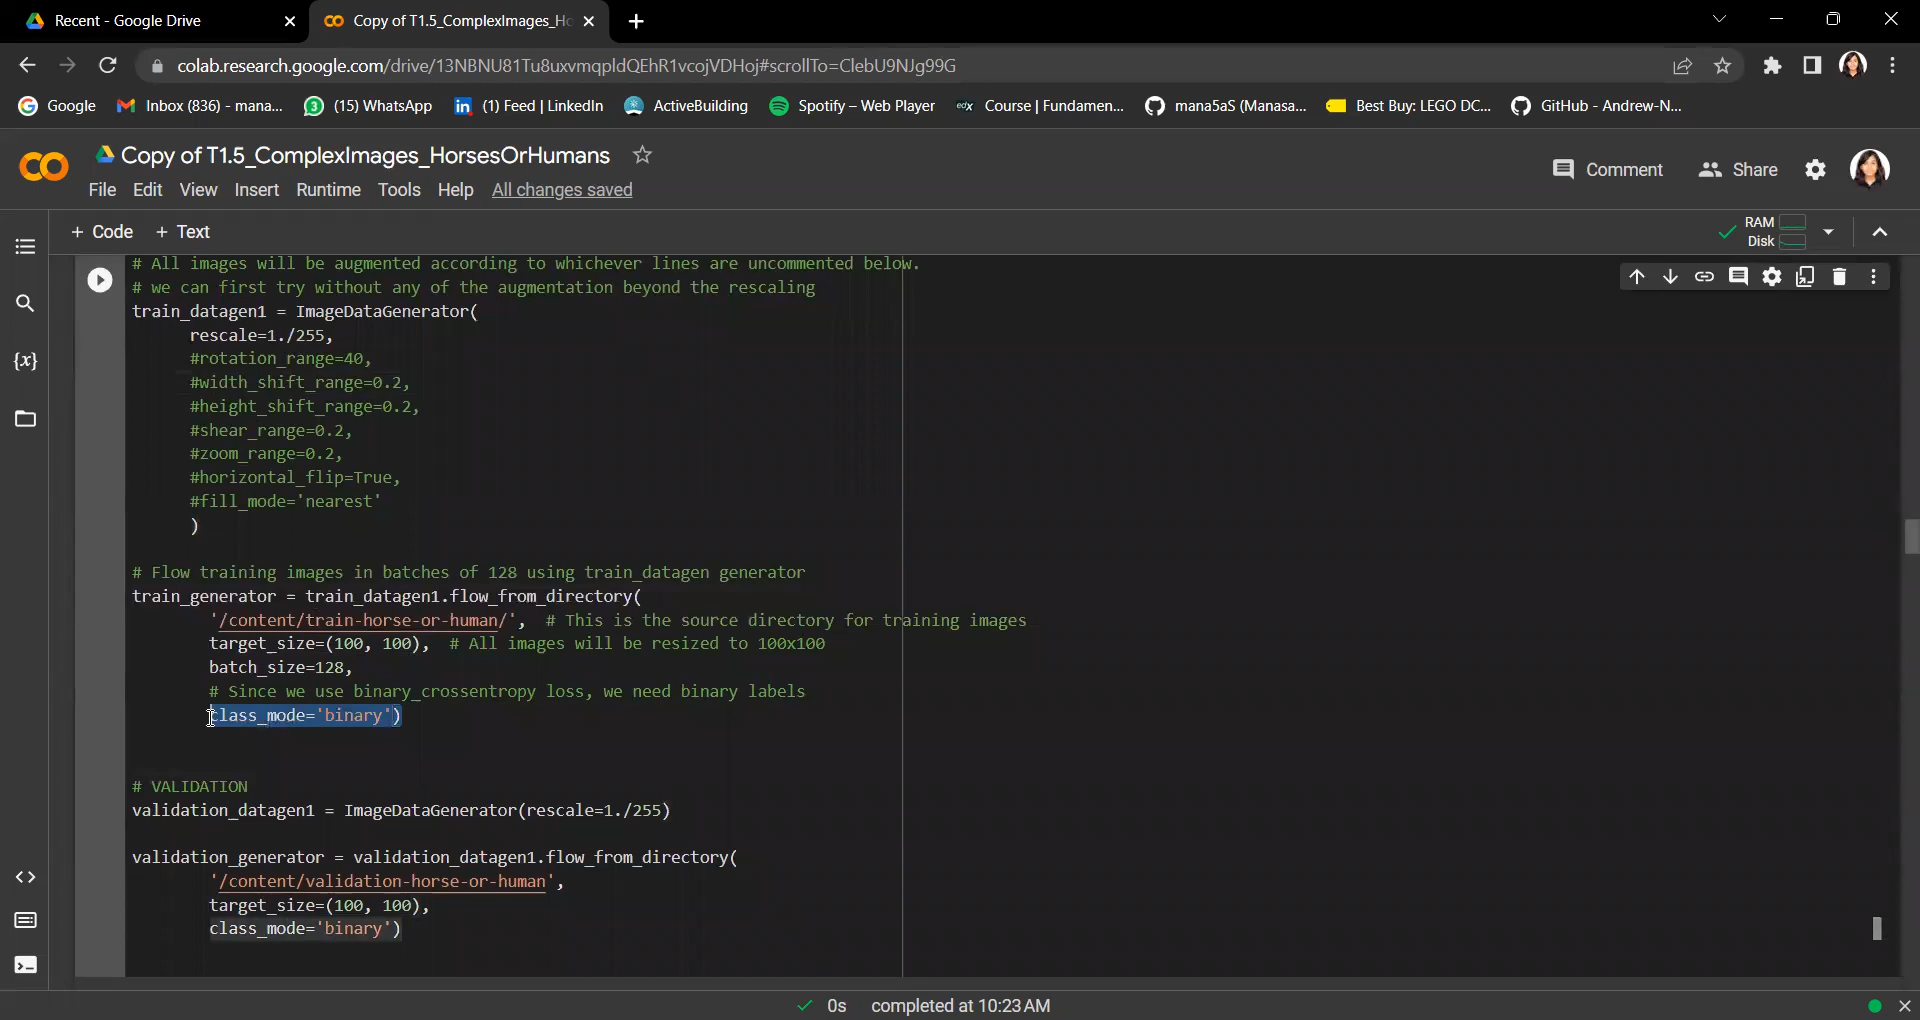 Recent - Google Drive
Copy of T1.5_ComplexImages_Ho
colab.research.google.com/drive/13NBNU81Tu8uxvmqpldQEhR1vcojVDHoj#scrollTo=ClebU9NJg99G
Google
Inbox (836) - mana...
(15) WhatsApp
(1) Feed | LinkedIn
ActiveBuilding
Spotify – Web Player
edX Course | Fundamen...
mana5aS (Manasa...
Best Buy: LEGO DC...
GitHub - Andrew-N...
Copy of T1.5_ComplexImages_HorsesOrHumans
Comment
Share
File Edit View Insert Runtime Tools Help All changes saved
+ Code + Text
RAM
Disk
# All images will be augmented according to whichever lines are uncommented below.
# we can first try without any of the augmentation beyond the rescaling
train_datagen1 = ImageDataGenerator(
rescale=1./255,
#rotation_range=40,
#width_shift_range=0.2,
#height_shift_range=0.2,
#shear_range=0.2,
#zoom_range=0.2,
#horizontal_flip=True,
#fill_mode='nearest'
)
# Flow training images in batches of 128 using train_datagen generator
train_generator = train_datagen1.flow_from_directory(
'/content/train-horse-or-human/', # This is the source directory for training images
target_size=(100, 100), # All images will be resized to 100x100
batch_size=128,
# Since we use binary_crossentropy loss, we need binary labels
class_mode='binary')
# VALIDATION
validation_datagen1 = ImageDataGenerator(rescale=1./255)
validation_generator = validation_datagen1.flow_from_directory(
'/content/validation-horse-or-human',
target_size=(100, 100),
class_mode='binary')
0s completed at 10:23 AM